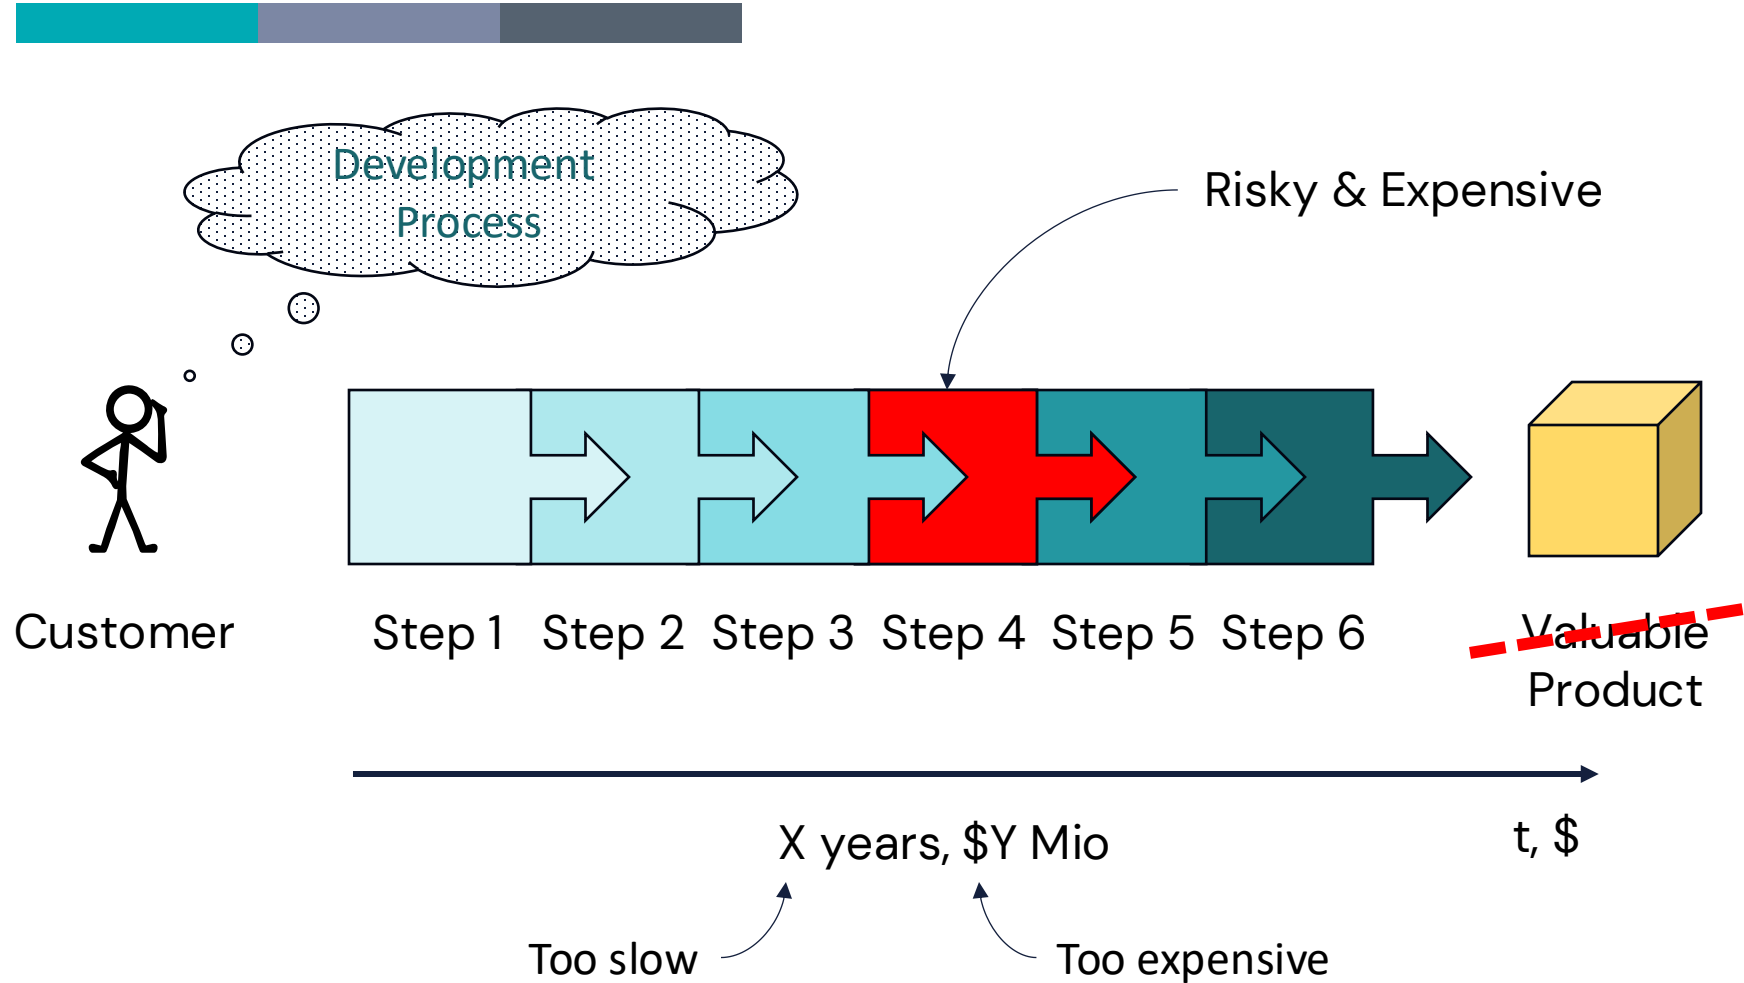 Development
Process
Risky & Expensive
Customer
Step 1
Step 2
Step 3
Step 4
Step 5
Step 6
Valuable
Product
X years, $Y Mio
t, $
Too slow
Too expensive